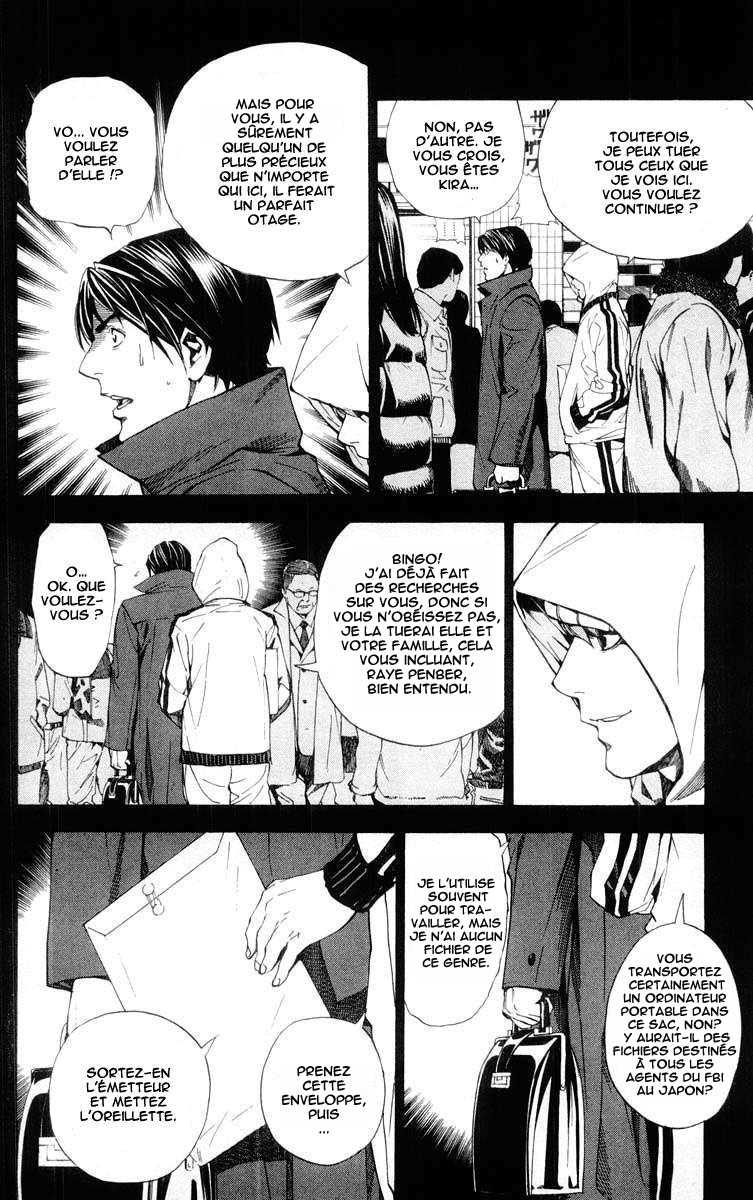 TOUTEFOIS,
JE PEUX TUER
TOUS CEUX QUE
JE VOIS ICI.
VOUS VOULEZ
CONTINUER ?
NON, PAS
D'AUTRE. JE
VOUS CROIS,
VOUS ÊTES
KIRA...
MAIS POUR
VOUS, IL Y A
SÛREMENT
QUELQU'UN DE
PLUS PRÉCIEUX
QUE N'IMPORTE
QUI ICI, IL FERAIT
UN PARFAIT
OTAGE.
VO... VOUS
VOULEZ
PARLER
D'ELLE !?
BINGO!
J'AI DÉJÀ FAIT
DES RECHERCHES
SUR VOUS, DONC SI
VOUS N'OBÉISSEZ PAS,
JE LA TUERAI ELLE ET
VOTRE FAMILLE, CELA
VOUS INCLUANT,
RAYE PENBER,
BIEN ENTENDU.
O...
OK. QUE
VOULEZ-
VOUS ?
VOUS
TRANSPORTEZ
CERTAINEMENT
UN ORDINATEUR
PORTABLE DANS
CE SAC, NON?
Y AURAIT-IL DES
FICHIERS DESTINÉS
À TOUS LES
AGENTS DU FBI
AU JAPON?
JE L'UTILISE
SOUVENT
POUR TRA-
VAILLER, MAIS
JE N'AI AUCUN
FICHIER DE
CE GENRE.
PRENEZ
CETTE
ENVELOPPE,
PUIS
...
SORTEZ-EN
L'ÉMETTEUR
ET METTEZ
L'OREILLETTE.